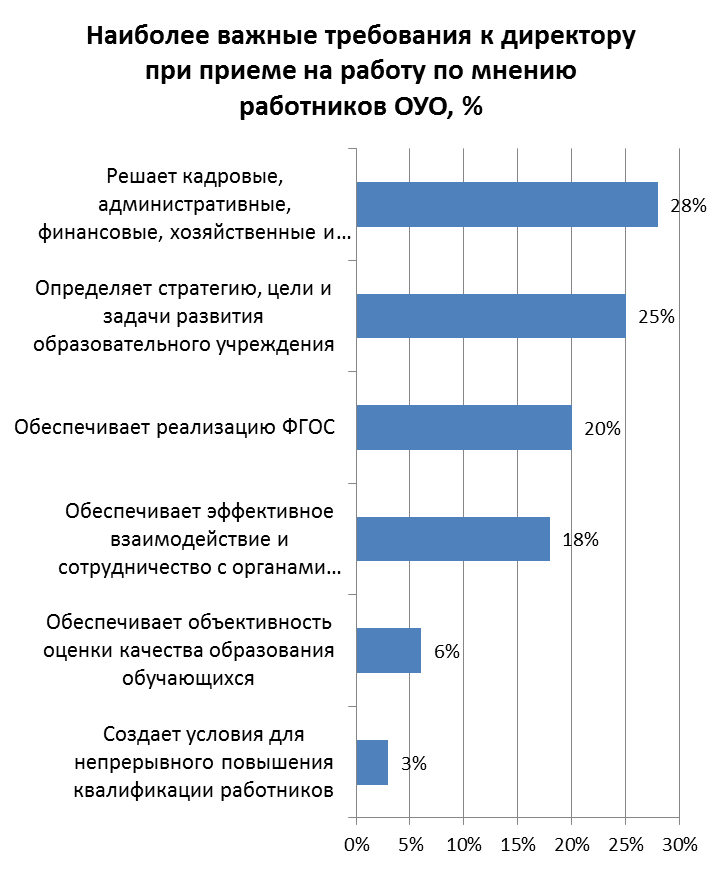 Наиболее важные требования к директору
при приеме на работу по мнению
работников ОУО, %
Решает кадровые,
административные,
финансовые, хозяйственные и...
28%
Определяет стратегию, цели и
задачи развития
образовательного учреждения
25%
Обеспечивает реализацию ФГОС
20%
Обеспечивает эффективное
взаимодействие и
сотрудничество с органами...
18%
Обеспечивает объективность
оценки качества образования
обучающихся
6%
Создает условия для
непрерывного повышения
квалификации работников
3%
0% 5% 10% 15% 20% 25% 30%